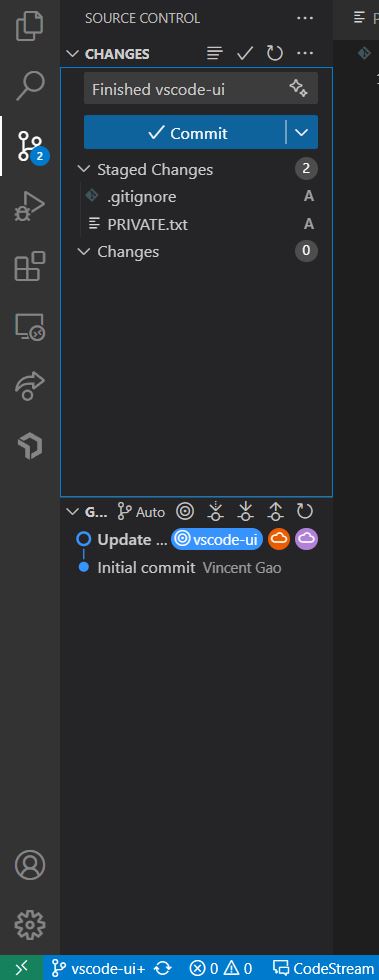 SOURCE CONTROL
CHANGES
Finished vscode-ui
Commit
Staged Changes 2
.gitignore A
PRIVATE.txt A
Changes 0
2
G... Auto
Update ... vscode-ui
Initial commit Vincent Gao
vscode-ui+ 0 0 CodeStream